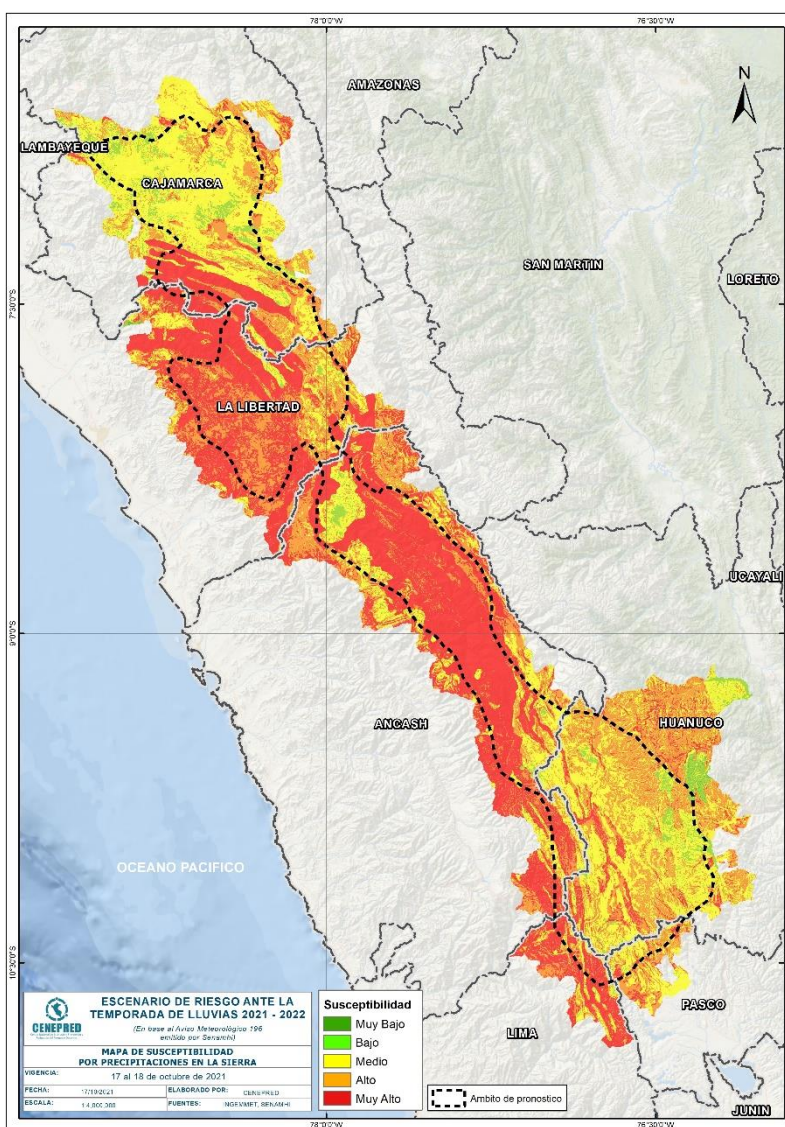 78°0'0"W
76°30'0"W
N
AMAZONAS
LAMBAYEQUE
CAJAMARCA
SAN MARTIN
LORETO
7°30'0"S
LA LIBERTAD
UCAYALI
9°0'0"S
HUANUCO
ANCASH
OCEANO PACIFICO
10°30'0"S
PASCO
LIMA
JUNIN
CENEPRED
ESCENARIO DE RIESGO ANTE LA
TEMPORADA DE LLUVIAS 2021 - 2022
(En base al Aviso Meteorológico 196
emitido por Senamhi)
MAPA DE SUSCEPTIBILIDAD
POR PRECIPITACIONES EN LA SIERRA
VIGENCIA:
17 al 18 de octubre de 2021
FECHA:
17/10/2021
ELABORADO POR:
CENEPRED
ESCALA:
FUENTES:
INGEMMET, SENAMHI
Susceptibilidad
Muy Bajo
Bajo
Medio
Alto
Muy Alto
Ambito de pronostico
78°0'0"W
76°30'0"W